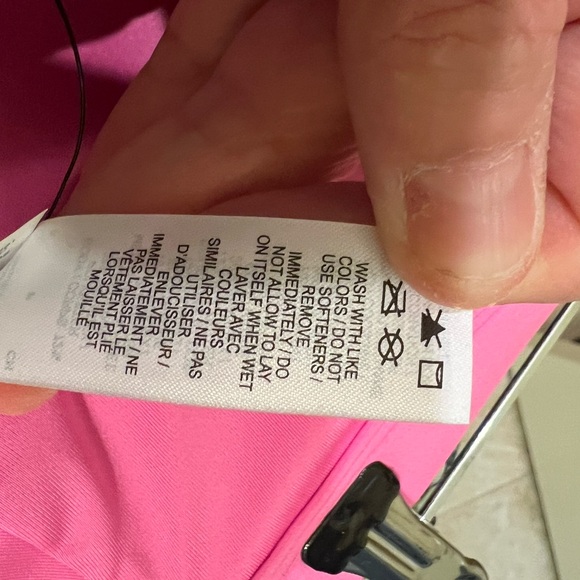 WASH WITH LIKE
COLORS / DO NOT
USE SOFTENERS /
REMOVE
IMMEDIATELY / DO
NOT ALLOW TO LAY
ON ITSELF WHEN WET
LAVER AVEC
COULEURS
SIMILAIRES / NE PAS
UTILISER
D'ADOUCISSEUR /
ENLEVER
IMMEDIATEMENT / NE
PAS LAISSER LE
VÊTEMENT PLIÉ
LORSQU'IL EST
MOUILLÉ